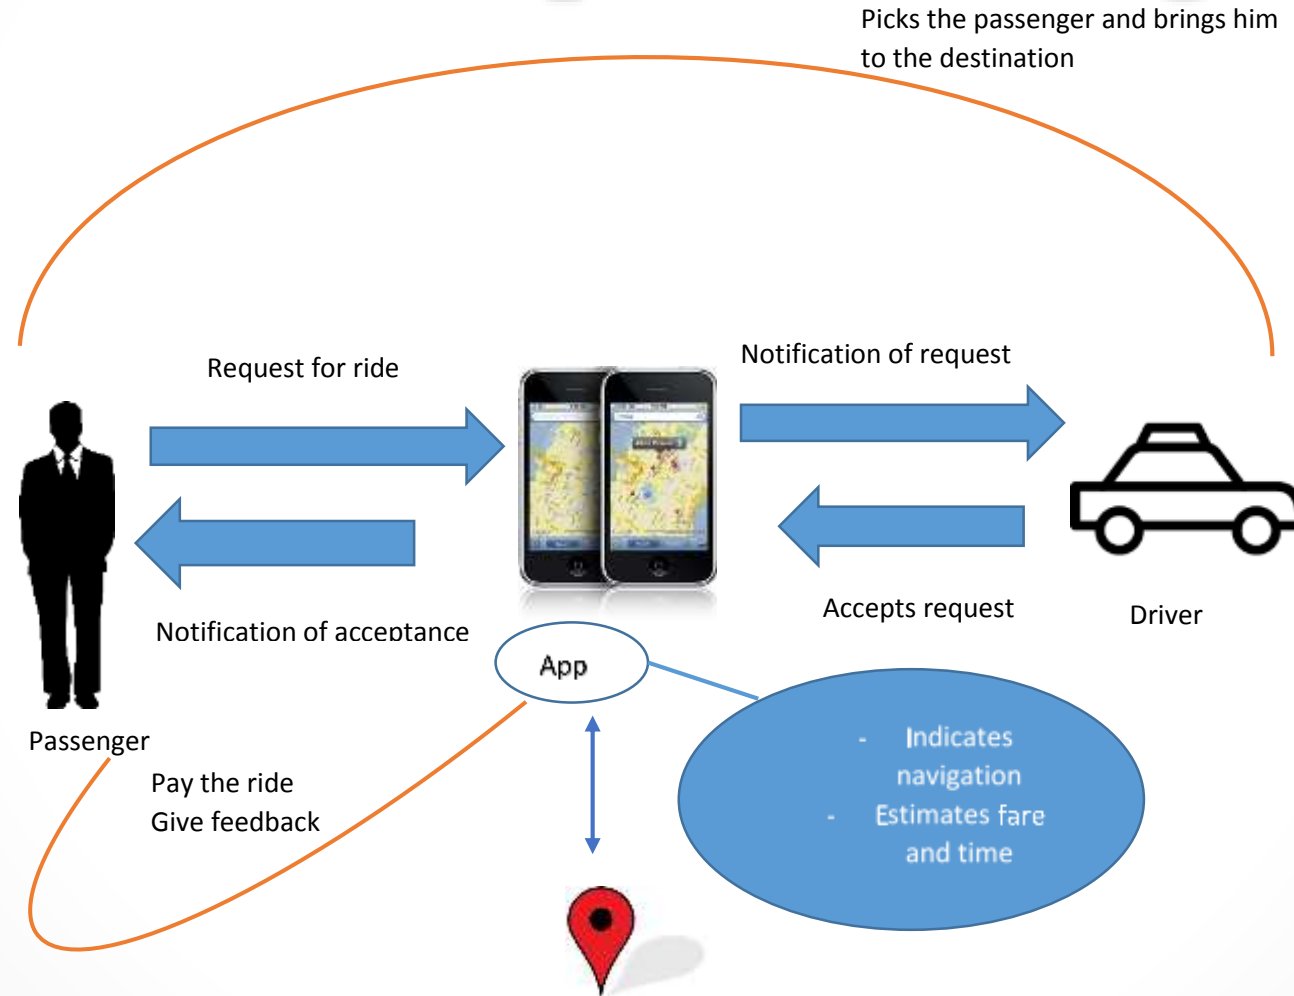 Picks the passenger and brings him
to the destination
Request for ride
Notification of request
Notification of acceptance
Accepts request
Driver
App
Passenger
Pay the ride
Give feedback
- Indicates
navigation
- Estimates fare
and time